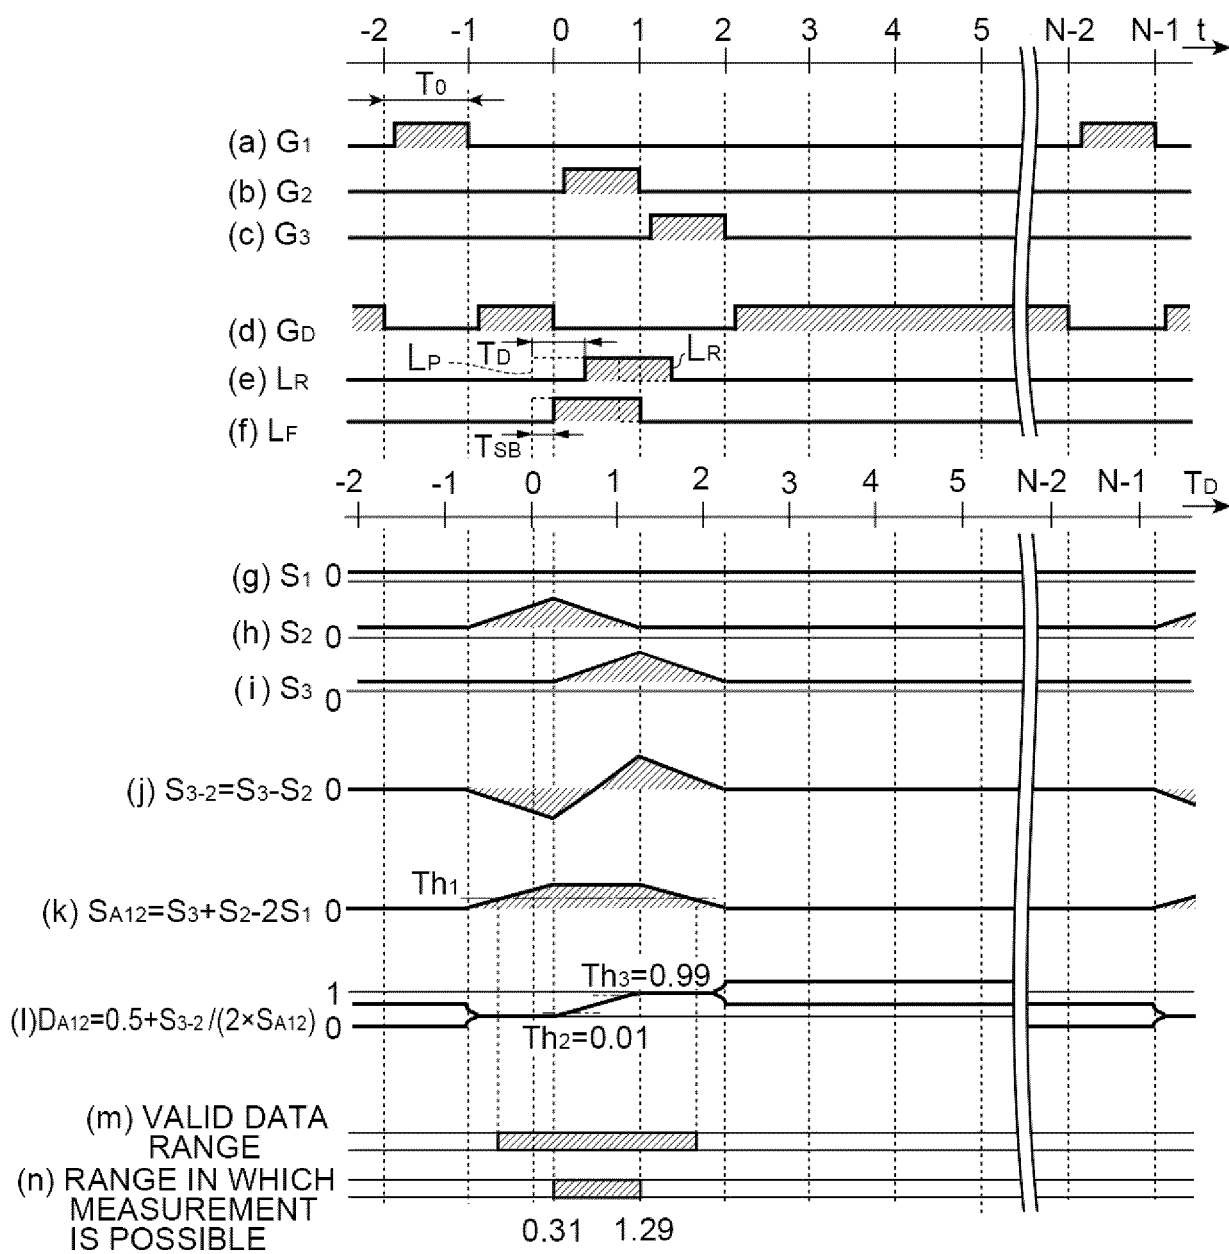 -2 -1 0 1 2 3 4 5 N-2 N-1 t
T0
(a) G1
(b) G2
(c) G3
(d) GD
LP TD LR
(e) LR
(f) LF
TSB
-2 -1 0 1 2 3 4 5 N-2 N-1 TD
(g) S1 0
(h) S2 0
(i) S3 0
(j) S3-2=S3-S2 0
Th1
(k) SA12=S3+S2-2S1 0
Th3=0.99
1
(l)DA12=0.5+S3-2/(2×SA12) 0
Th2=0.01
(m) VALID DATA
RANGE
(n) RANGE IN WHICH
MEASUREMENT
IS POSSIBLE
0.31 1.29